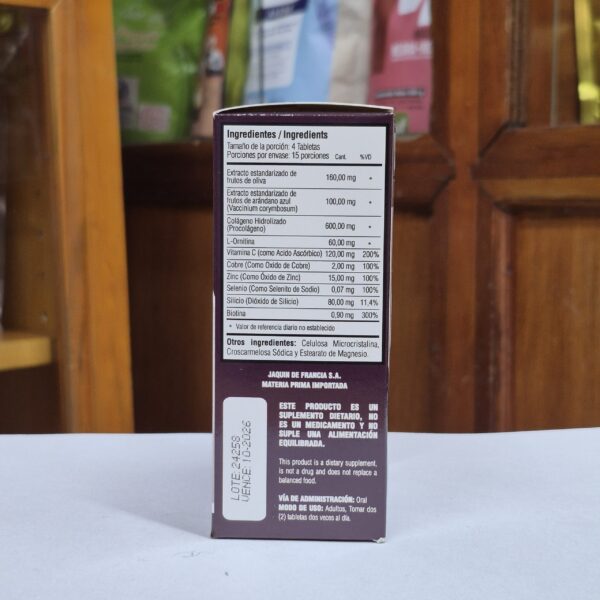 Ingredientes / Ingredients
Tamaño de la porción: 4 Tabletas
Porciones por envase: 15 porciones Cant. %VD
Extracto estandarizado de
frutos de oliva 160,00 mg *
Extracto estandarizado de
frutos de arándano azul 100,00 mg *
(Vaccinium corymbosum)
Colágeno Hidrolizado 600,00 mg *
(Procolágeno)
L-Ornitina 60,00 mg *
Vitamina C (como Ácido Ascórbico) 120,00 mg 200%
Cobre (Como Óxido de Cobre) 2,00 mg 100%
Zinc (Como Óxido de Zinc) 15,00 mg 100%
Selenio (Como Selenito de Sodio) 0,07 mg 100%
Silicio (Dióxido de Silicio) 80,00 mg 11,4%
Biotina 0,90 mg 300%
* Valor de referencia diario no establecido
Otros ingredientes: Celulosa Microcristalina,
Croscarmelosa Sódica y Estearato de Magnesio.
JAQUIN DE FRANCIA S.A.
MATERIA PRIMA IMPORTADA
LOTE: 24258
VENCE: 10-2026
ESTE PRODUCTO ES UN
SUPLEMENTO DIETARIO, NO
ES UN MEDICAMENTO Y NO
SUPLE UNA ALIMENTACIÓN
EQUILIBRADA.
This product is a dietary supplement,
is not a drug and does not replace a
balanced food.
VÍA DE ADMINISTRACIÓN: Oral
MODO DE USO: Adultos, Tomar dos
(2) tabletas dos veces al día.